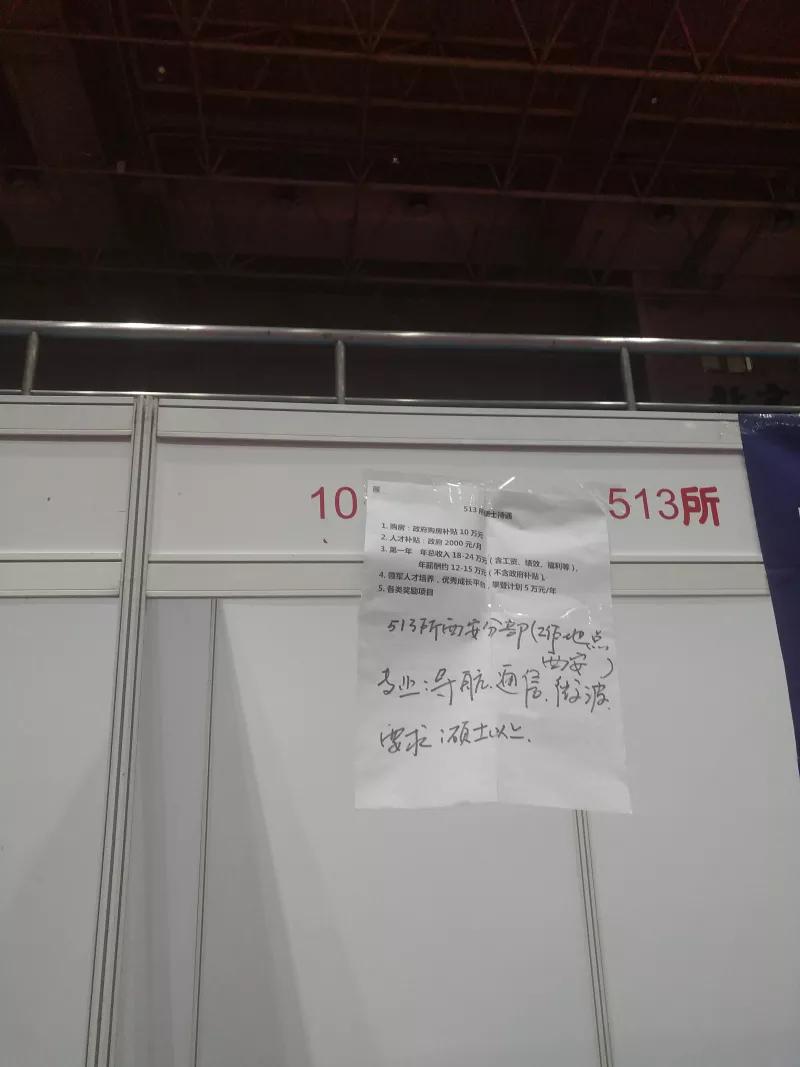 10
513所
513所硕士待遇
1. 购房：政府购房补贴 10 万元
2. 人才补贴：政府 2000 元/月
3. 第一年 年总收入 18-24 万元（含工资、绩效、福利等），
年薪酬约 12-15 万元（不含政府补贴）。
4. 领军人才培养，优秀成长平台，攀登计划 5 万元/年
5. 各类奖励项目
513所西安分部（工作地点
西安）
专业：导航、通信、微波、
要求：硕士以上.